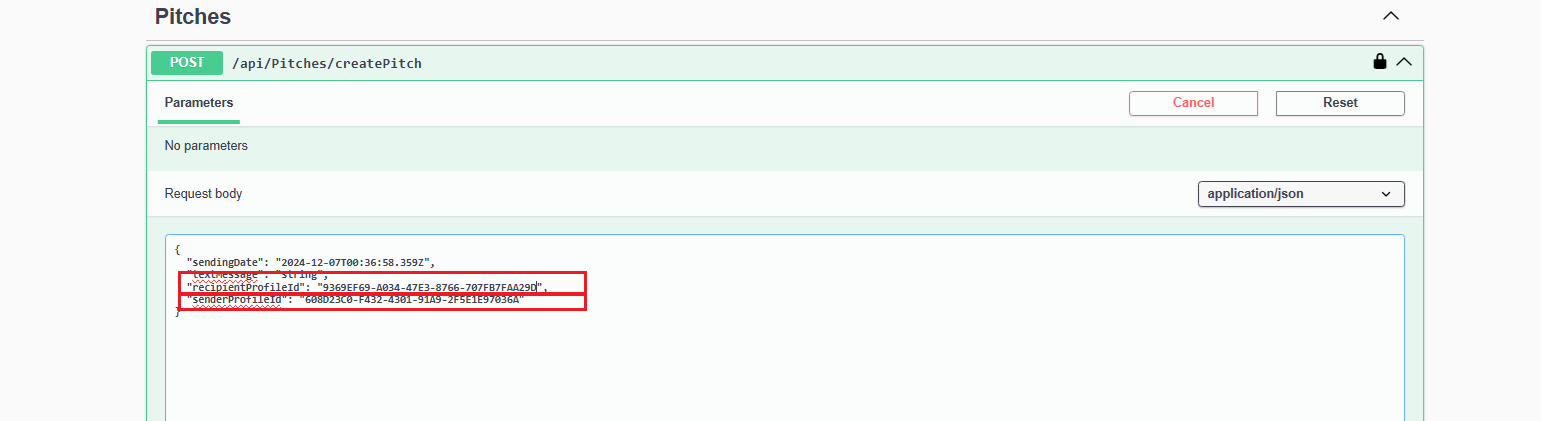 Pitches
POST /api/Pitches/createPitch
Parameters Cancel Reset
No parameters
Request body application/json
{
"sendingDate": "2024-12-07T00:36:58.359Z",
"textMessage": "string",
"recipientProfileId": "9369EF69-A034-47E3-8766-707FB7FAA29D",
"senderProfileId": "608D23C0-F432-4301-91A9-2F5E1E97036A"
}